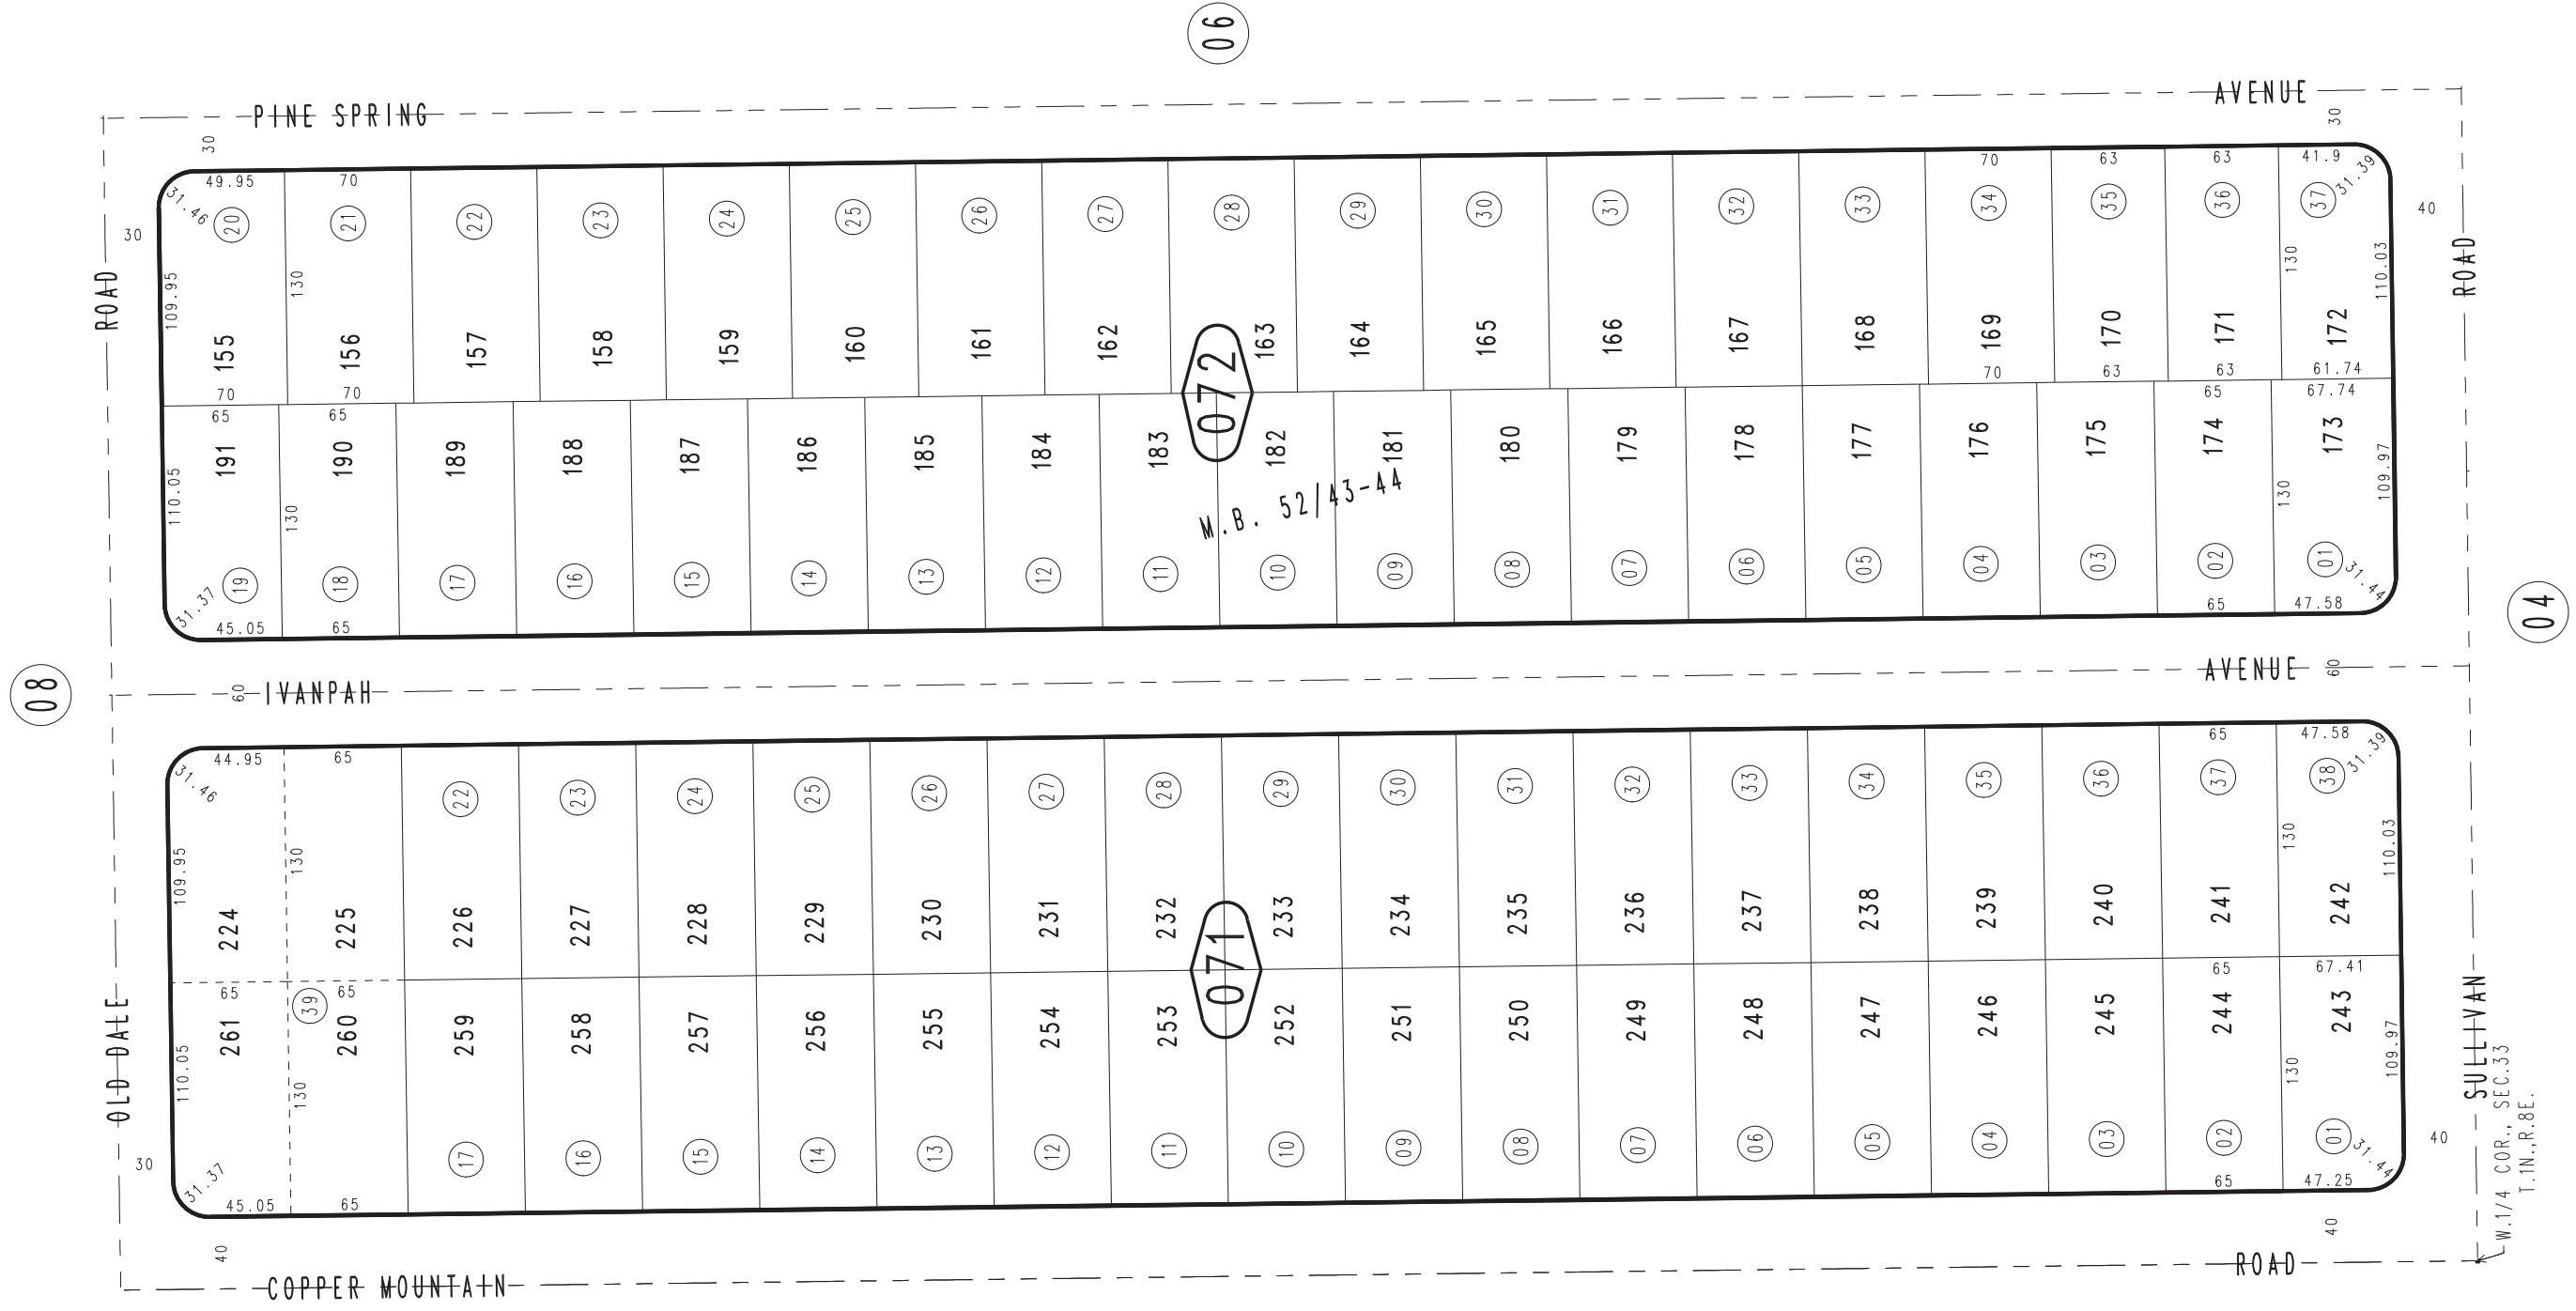 06
PINE SPRING AVENUE
30 30
49.95 70 70 63 63 41.9
31.46 31.39
20 21 22 23 24 25 26 27 28 29 30 31 32 33 34 35 36 37
30 40
ROAD ROAD
109.95 130 130 110.03
155 156 157 158 159 160 161 162 163 164 165 166 167 168 169 170 171 172
072
70 70 70 63 63 61.74
65 65 65 67.74
191 190 189 188 187 186 185 184 183 182 181 180 179 178 177 176 175 174 173
110.05 130 130 109.97
M.B. 52/43-44
19 18 17 16 15 14 13 12 11 10 09 08 07 06 05 04 03 02 01
31.37 31.44
45.05 65 65 47.58
04
08
60 IVANPAH AVENUE 60
44.95 65 65 47.58
31.46 31.39
22 23 24 25 26 27 28 29 30 31 32 33 34 35 36 37 38
109.95 130 130 110.03
224 225 226 227 228 229 230 231 232 233 234 235 236 237 238 239 240 241 242
071
65 65 65 67.41
39
261 260 259 258 257 256 255 254 253 252 251 250 249 248 247 246 245 244 243
OLD DALE SULLIVAN
110.05 130 130 109.97
17 16 15 14 13 12 11 10 09 08 07 06 05 04 03 02 01
30 40
31.37 31.44
45.05 65 65 47.25
W.1/4 COR., SEC.33
T.1N.,R.8E.
40 40
COPPER MOUNTAIN ROAD